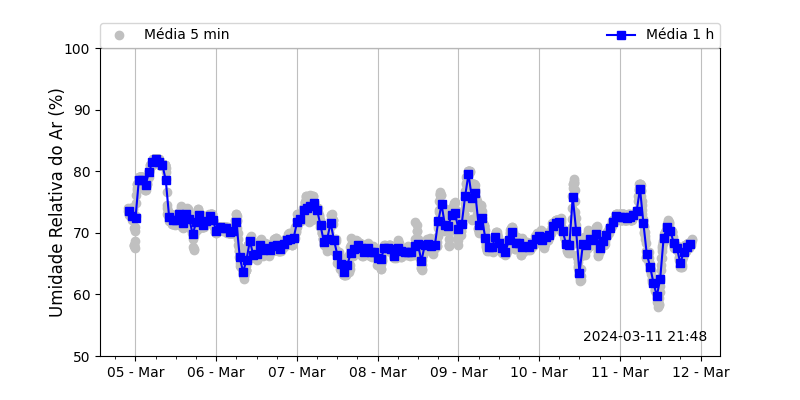 Média 5 min
Média 1 h
Umidade Relativa do Ar (%)
100
90
80
70
60
50
2024-03-11 21:48
05 - Mar
06 - Mar
07 - Mar
08 - Mar
09 - Mar
10 - Mar
11 - Mar
12 - Mar